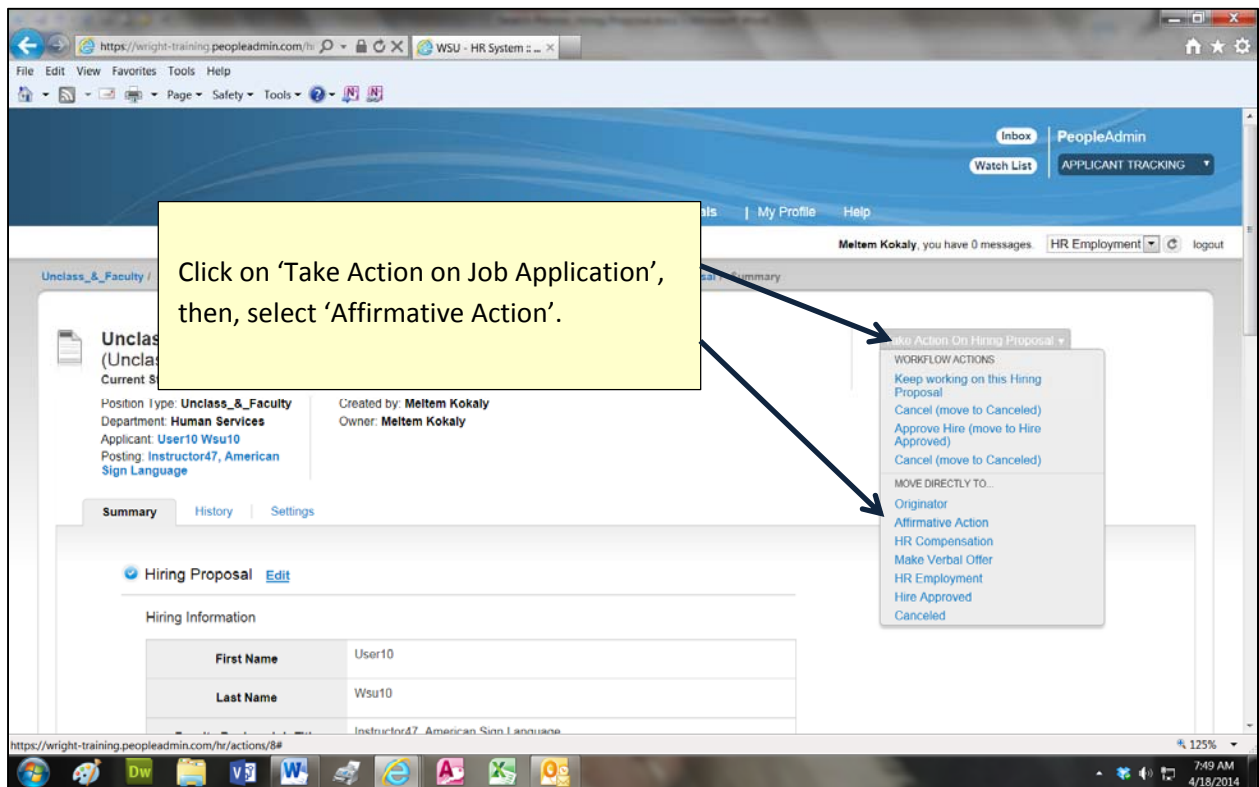 https://wright-training.peopleadmin.com/h
WSU - HR System :: ...
File Edit View Favorites Tools Help
Page Safety Tools
Inbox
PeopleAdmin
Watch List
APPLICANT TRACKING
| My Profile Help
Meltem Kokaly, you have 0 messages. HR Employment logout
Unclass_&_Faculty /
/ Summary
Click on ‘Take Action on Job Application’,
then, select ‘Affirmative Action’.
Take Action On Hiring Proposal
WORKFLOW ACTIONS
Keep working on this Hiring
Proposal
Cancel (move to Canceled)
Approve Hire (move to Hire
Approved)
Cancel (move to Canceled)
MOVE DIRECTLY TO...
Originator
Affirmative Action
HR Compensation
Make Verbal Offer
HR Employment
Hire Approved
Canceled
Current
Position Type: Unclass_&_Faculty
Department: Human Services
Applicant: User10 Wsu10
Posting: Instructor47, American
Sign Language
Created by: Meltem Kokaly
Owner: Meltem Kokaly
Summary History Settings
Hiring Proposal Edit
Hiring Information
First Name User10
Last Name Wsu10
Instructor47, American Sign Language
https://wright-training.peopleadmin.com/hr/actions/8#
125%
7:49 AM
4/18/2014